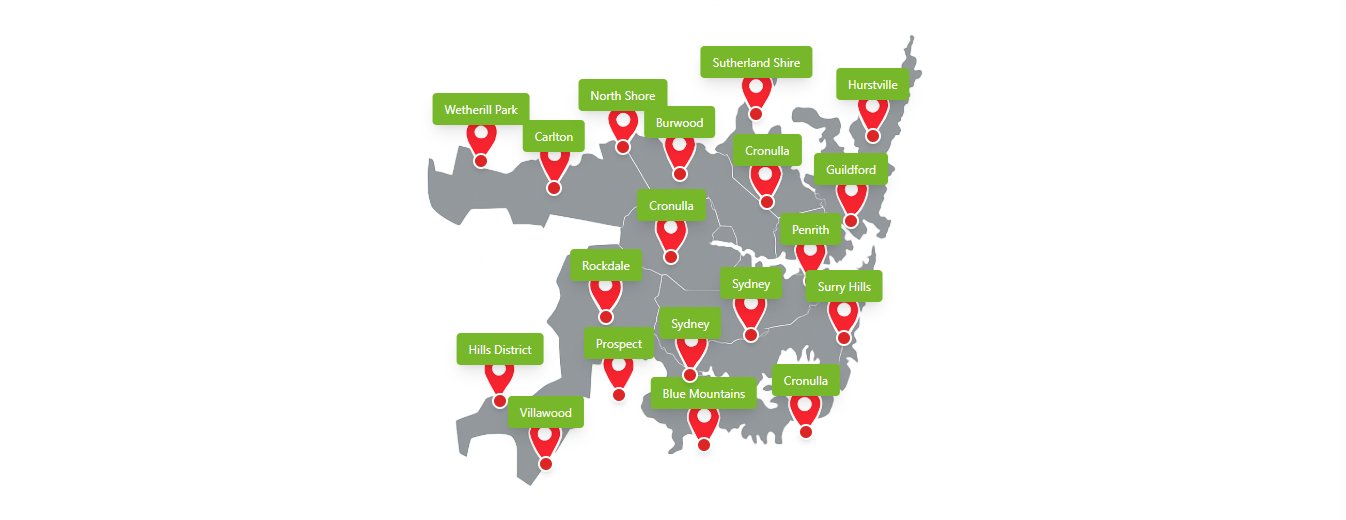 Sutherland Shire
Hurstville
North Shore
Wetherill Park
Burwood
Carlton
Cronulla
Guildford
Cronulla
Penrith
Rockdale
Sydney
Surry Hills
Sydney
Prospect
Hills District
Cronulla
Blue Mountains
Villawood